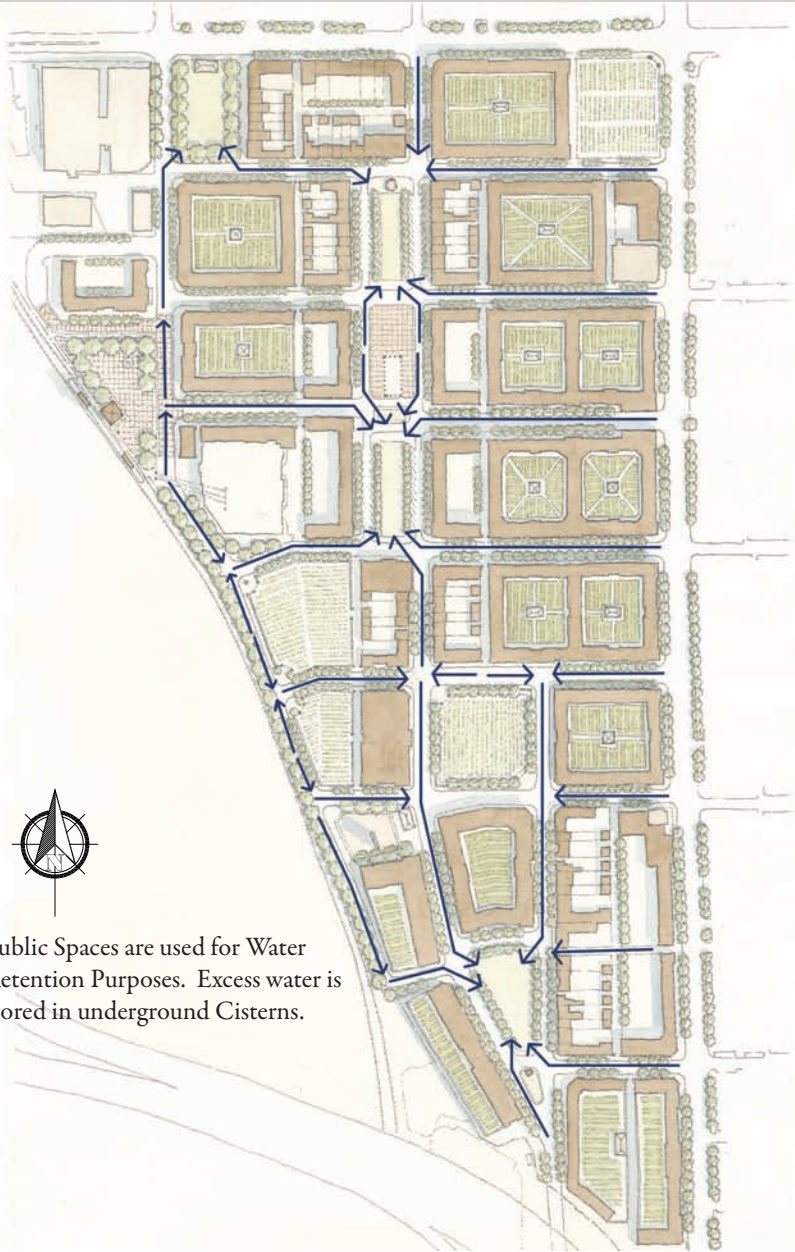 N
ublic Spaces are used for Water
etention Purposes. Excess water is
ored in underground Cisterns.